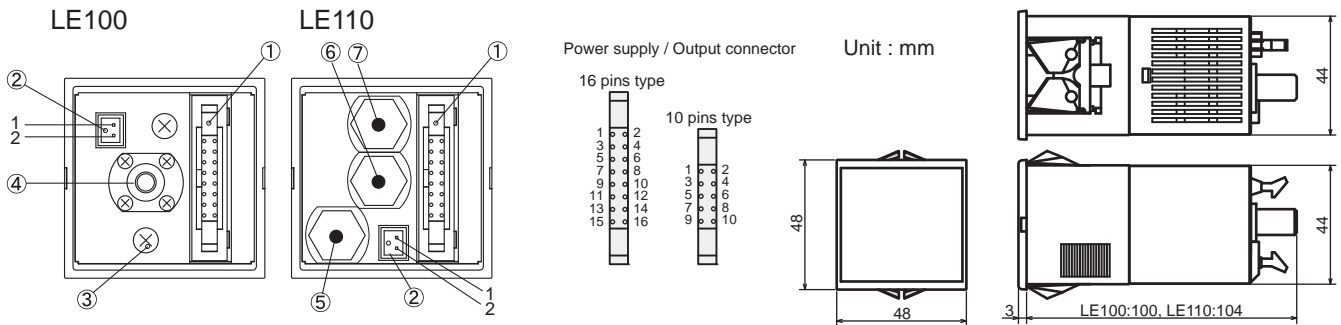 LE100
LE110
① ② 1 2 ④ ③
⑥ ⑦ ① ⑤ ② 1 2
Power supply / Output connector
16 pins type
1 2
3 4
5 6
7 8
9 10
11 12
13 14
15 16
10 pins type
1 2
3 4
5 6
7 8
9 10
Unit : mm
48
48
44
44
3
LE100:100, LE110:104